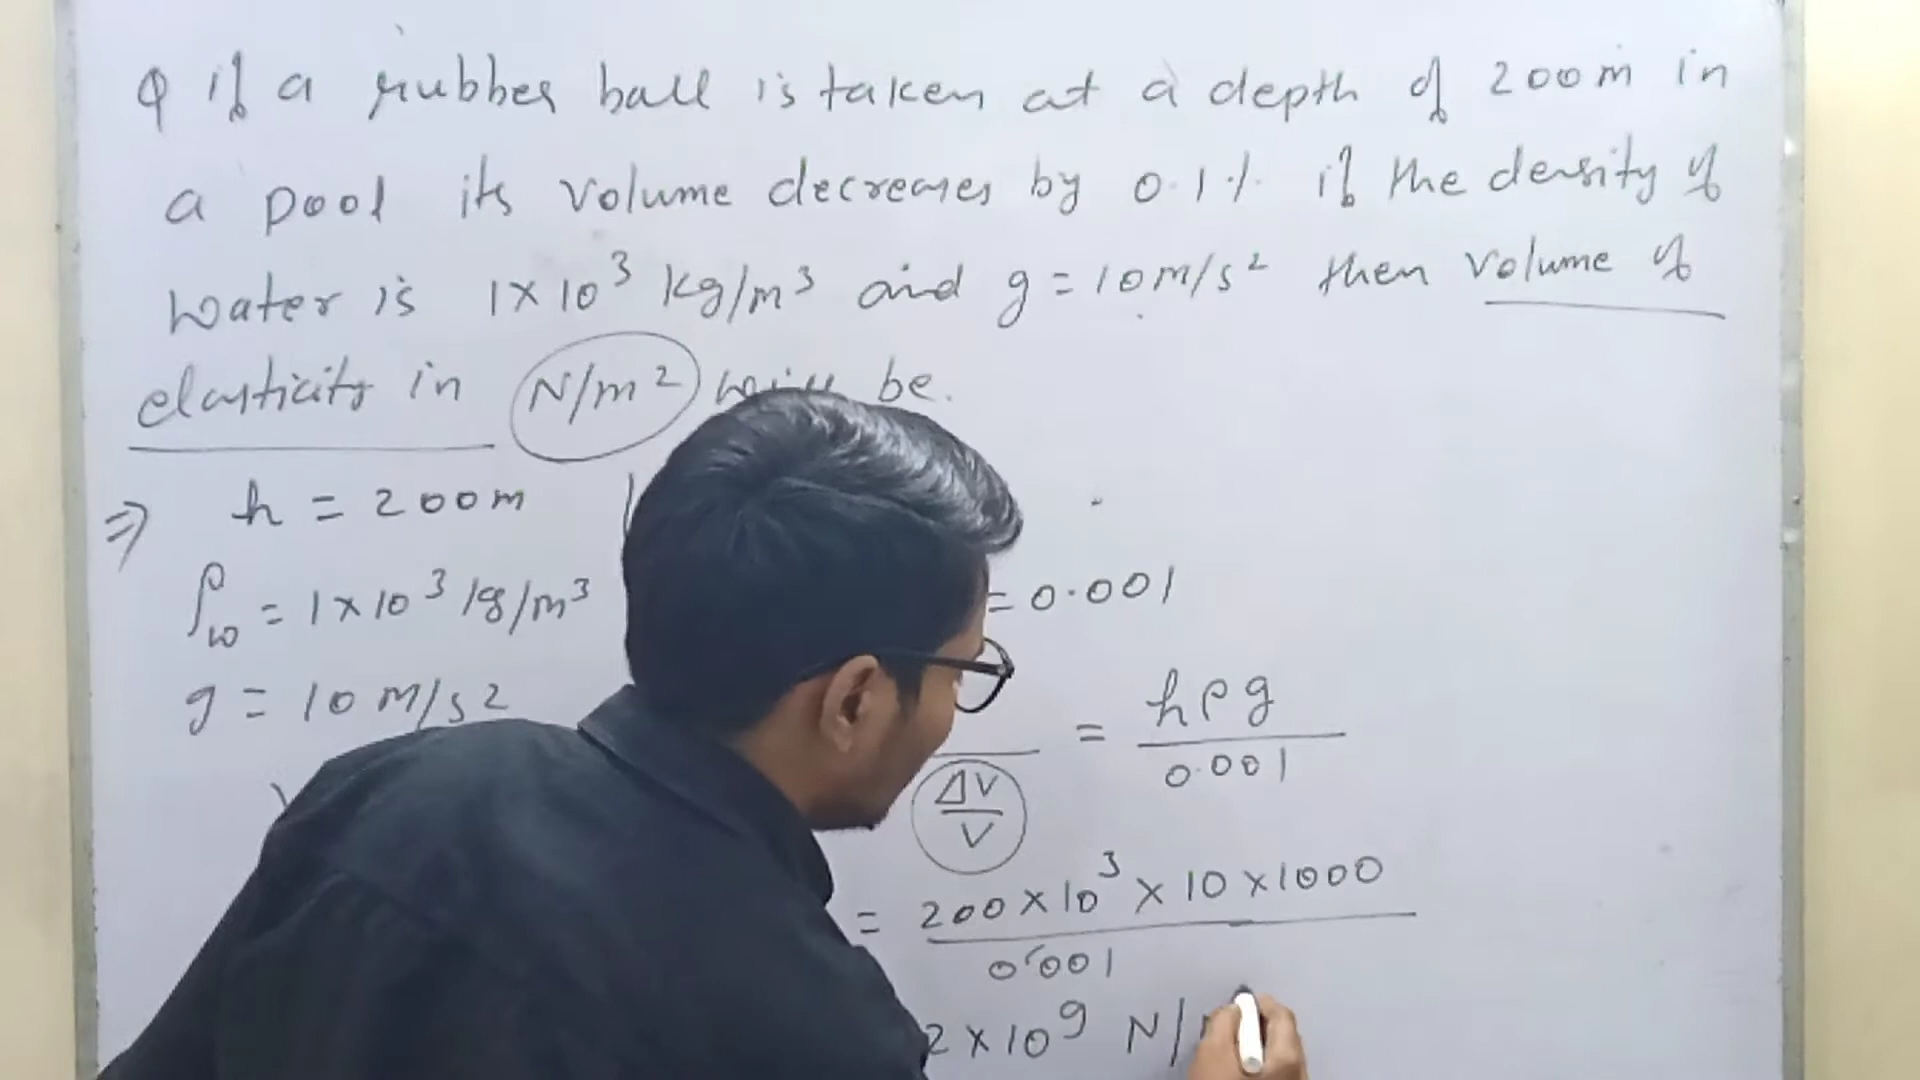 Q if a rubber ball is taken at a depth of 200m in
a pool its volume decreases by 0.1% if the density of
water is 1×10³ kg/m³ and g = 10 m/s² then volume of
elasticity in N/m² will be.
⇒ h = 200m
ρw = 1×10³ kg/m³ = 0.001
g = 10 m/s²
= hρg / 0.001
ΔV/V
= 200×10³×10×1000 / 0.001
2×10⁹ N/